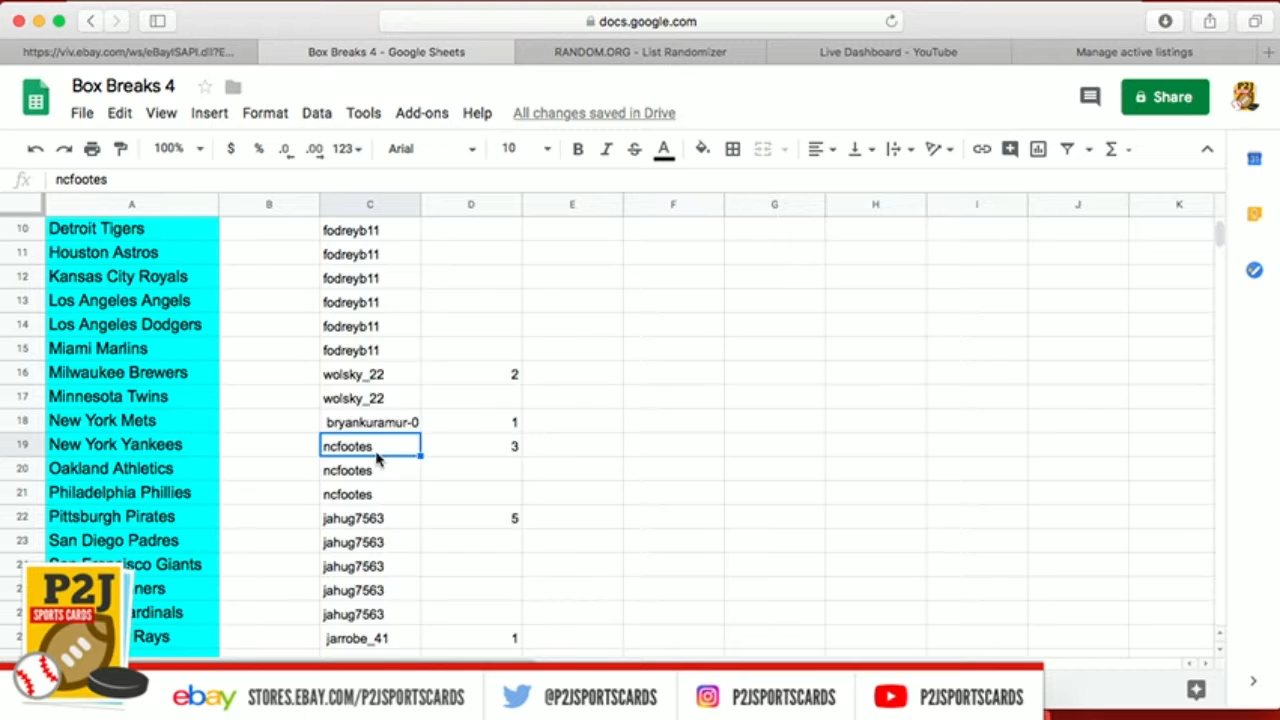 docs.google.com
https://viv.ebay.com/ws/eBayISAPI.dll?E...
Box Breaks 4 - Google Sheets
RANDOM.ORG - List Randomizer
Live Dashboard - YouTube
Manage active listings
Box Breaks 4
Share
File Edit View Insert Format Data Tools Add-ons Help All changes saved in Drive
100% $ % .0 .00 123 Arial 10 B I S A
fx ncfootes
A B C D E F G H I J K
10 Detroit Tigers fodreyb11
11 Houston Astros fodreyb11
12 Kansas City Royals fodreyb11
13 Los Angeles Angels fodreyb11
14 Los Angeles Dodgers fodreyb11
15 Miami Marlins fodreyb11
16 Milwaukee Brewers wolsky_22 2
17 Minnesota Twins wolsky_22
18 New York Mets bryankuramur-0 1
19 New York Yankees ncfootes 3
20 Oakland Athletics ncfootes
21 Philadelphia Phillies ncfootes
22 Pittsburgh Pirates jahug7563 5
23 San Diego Padres jahug7563
San Francisco Giants jahug7563
ners jahug7563
ardinals jahug7563
Rays jarrobe_41 1
P2J
SPORTS CARDS
ebay STORES.EBAY.COM/P2JSPORTSCARDS @P2JSPORTSCARDS P2JSPORTSCARDS P2JSPORTSCARDS